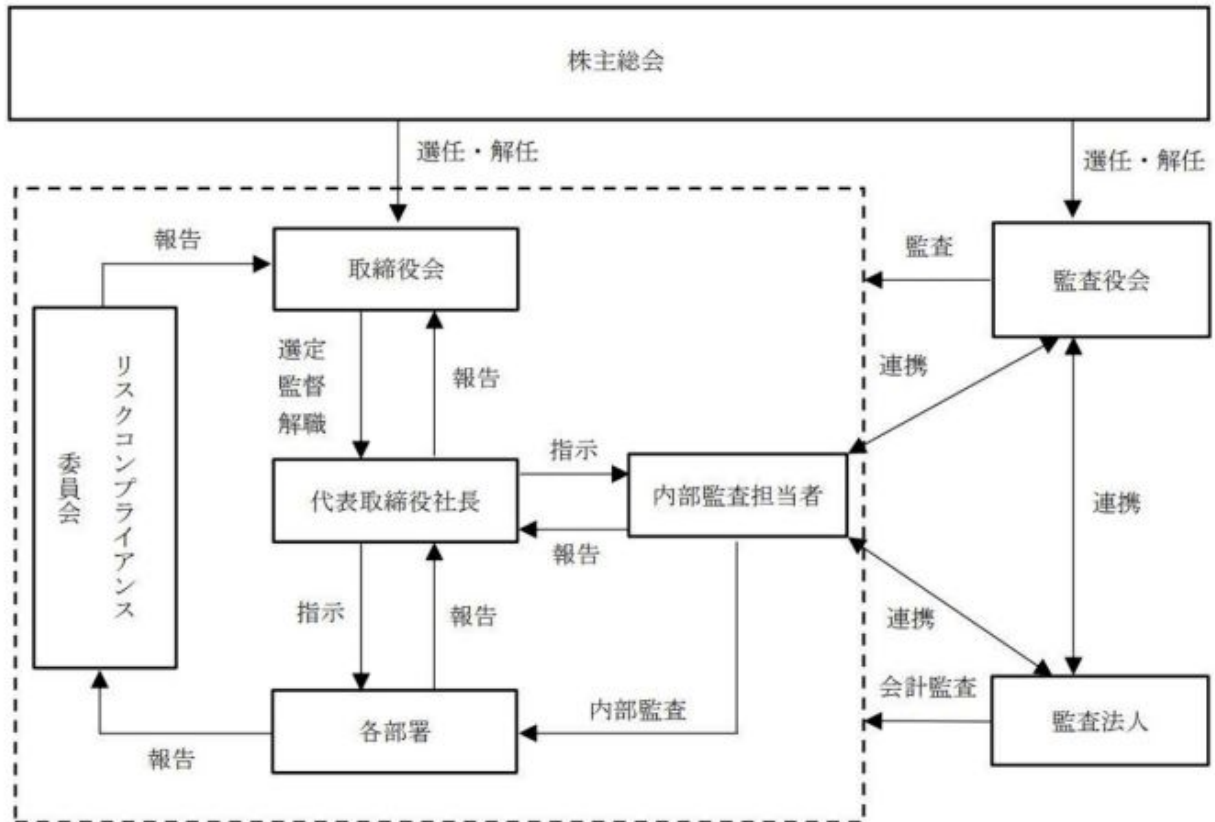 株主総会
選任・解任
選任・解任
報告
取締役会
監査
監査役会
選定
監督
解職
報告
連携
リスクコンプライアンス
委員会
代表取締役社長
指示
報告
内部監査担当者
連携
指示
報告
連携
各部署
内部監査
会計監査
監査法人
報告